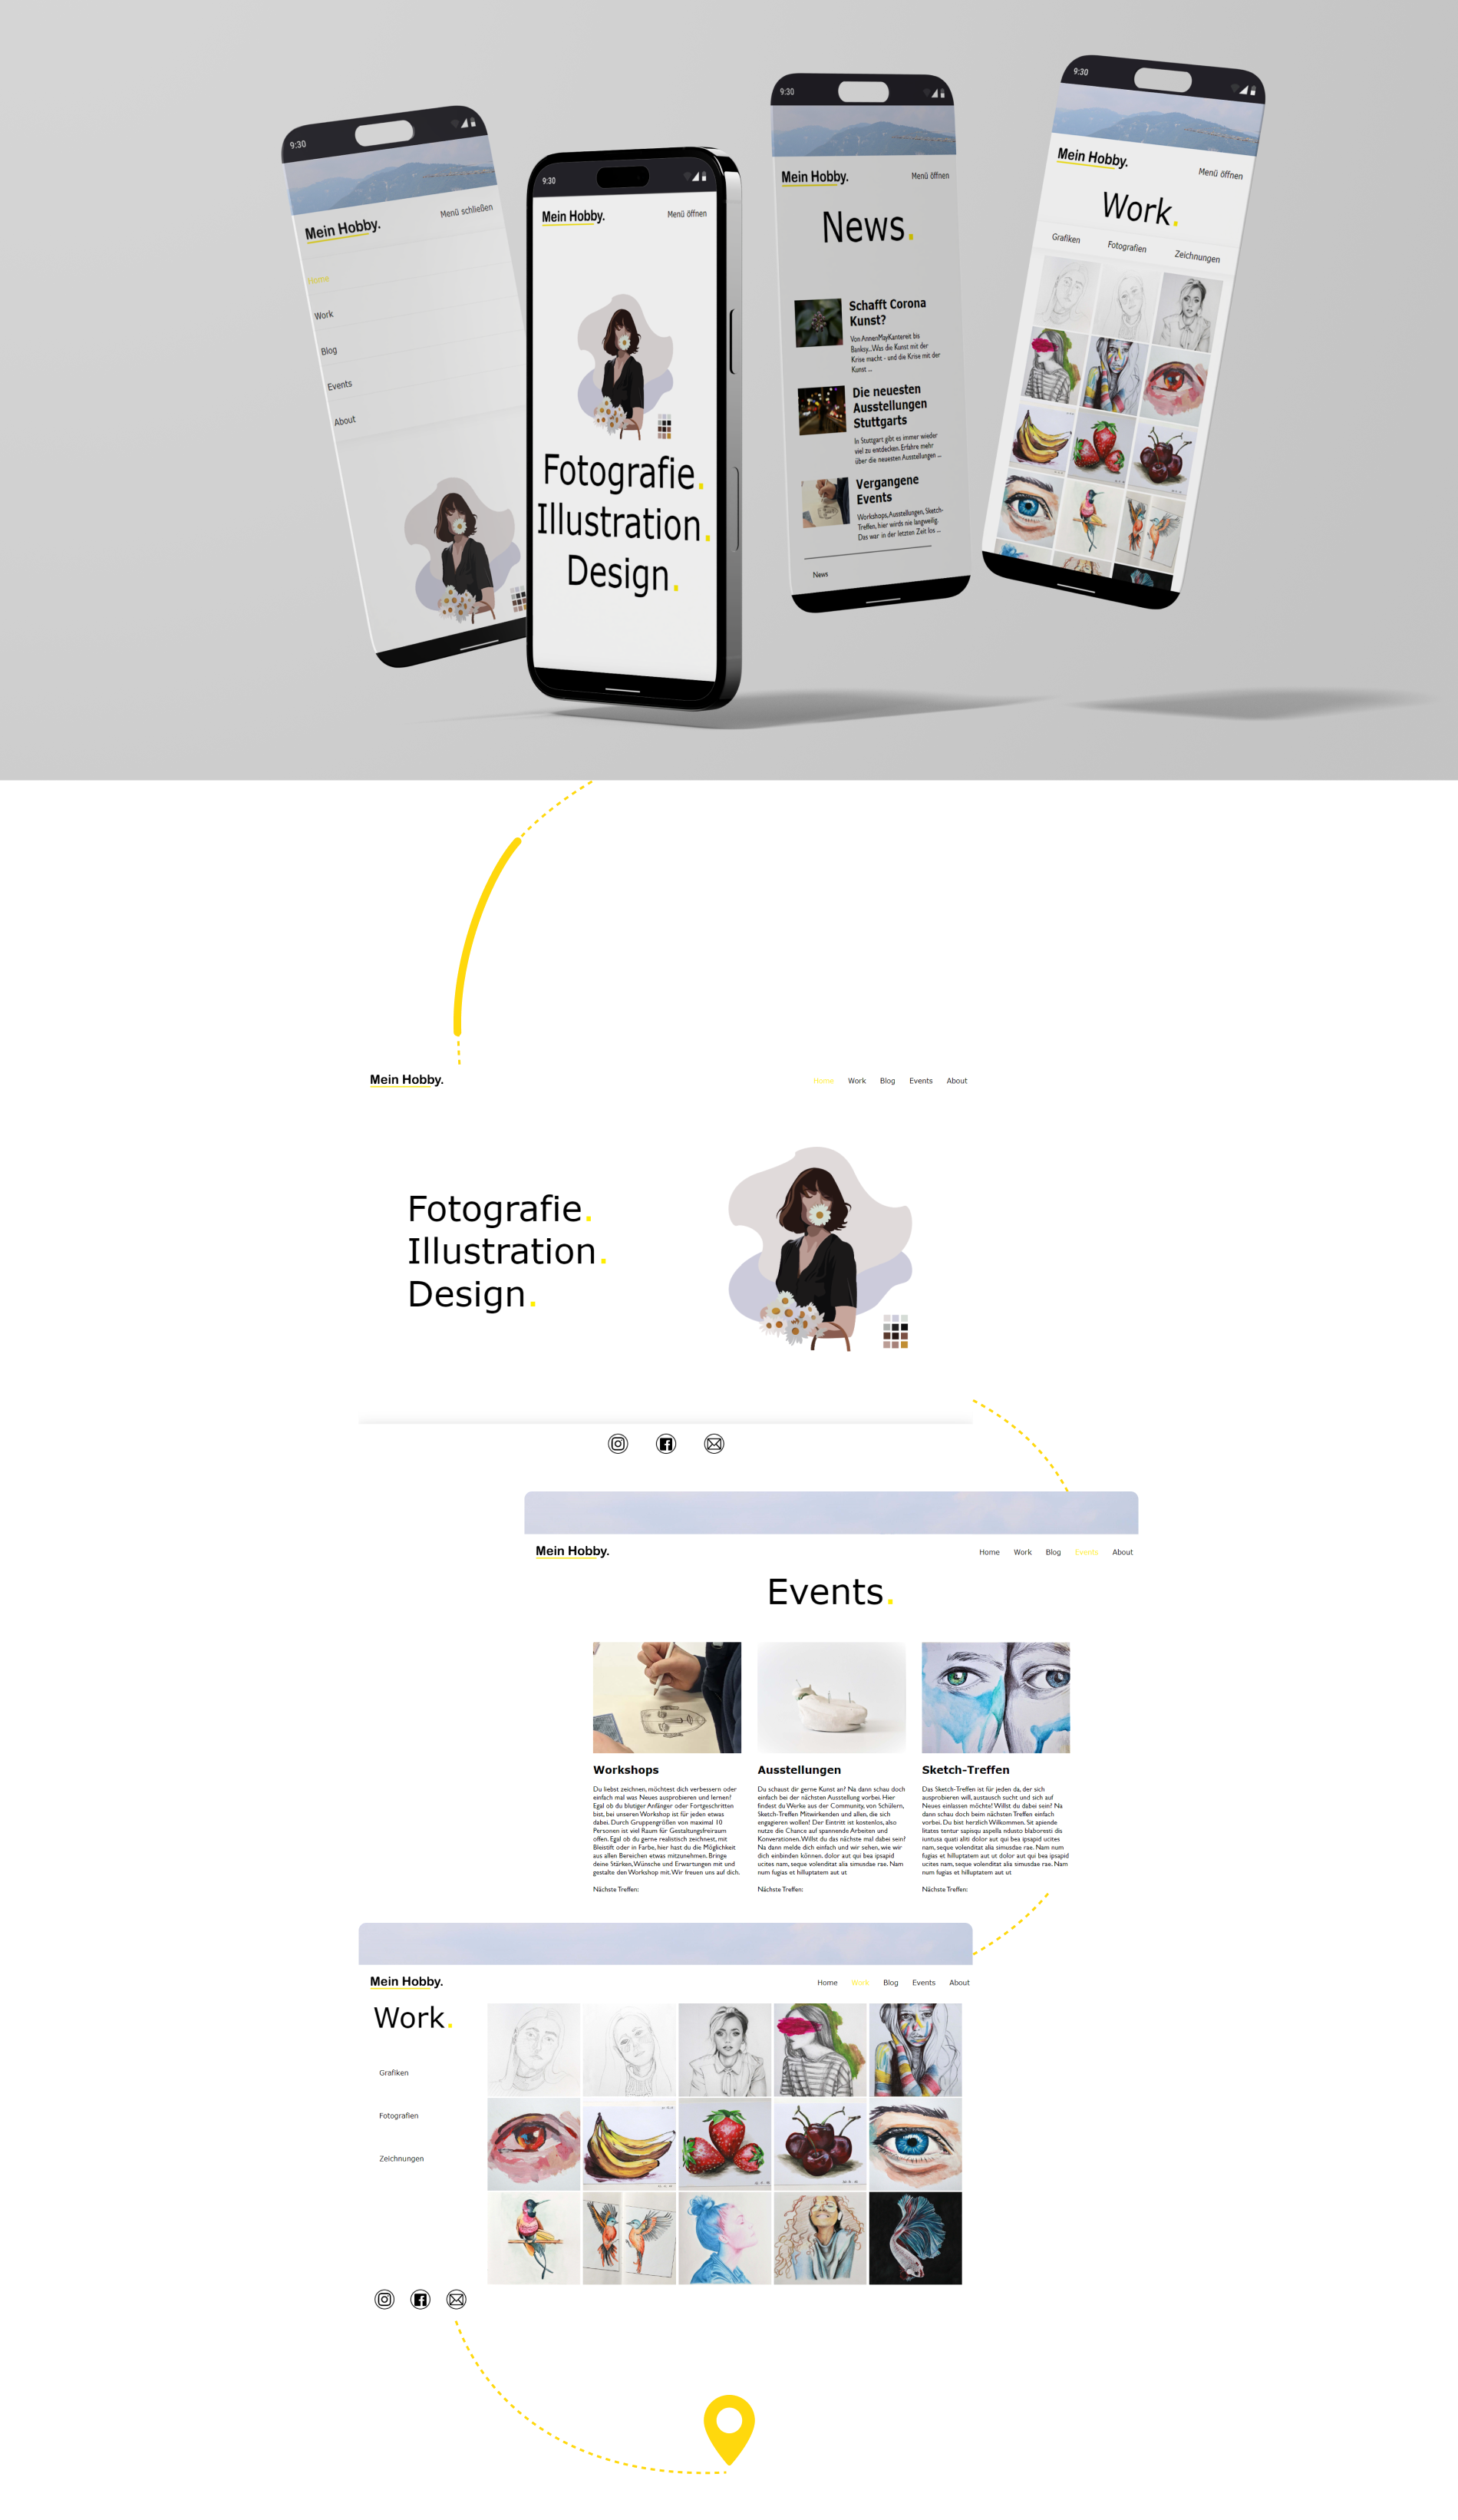 9:30
Mein Hobby.
Menü schließen
Home
Work
Blog
Events
About
9:30
Mein Hobby.
Menü öffnen
Fotografie.
Illustration.
Design.
9:30
Mein Hobby.
Menü öffnen
News.
Schafft Corona
Kunst?
Von AnnenMayKantereit bis
Banksy...Was die Kunst mit der
Krise macht - und die Krise mit der
Kunst ...
Die neuesten
Ausstellungen
Stuttgarts
In Stuttgart gibt es immer wieder
viel zu entdecken. Erfahre mehr
über die neuesten Ausstellungen ...
Vergangene
Events
Workshops, Ausstellungen, Sketch-
Treffen, hier wirds nie langweilig.
Das war in der letzten Zeit los ...
News
9:30
Mein Hobby.
Menü öffnen
Work.
Grafiken
Fotografien
Zeichnungen
Mein Hobby.
Home Work Blog Events About
Fotografie.
Illustration.
Design.
Mein Hobby.
Home Work Blog Events About
Events.
Workshops
Du liebst zeichnen, möchtest dich verbessern oder
einfach mal was Neues ausprobieren und lernen?
Egal ob du blutiger Anfänger oder Fortgeschritten
bist, bei unseren Workshop ist für jeden etwas
dabei. Durch Gruppengrößen von maximal 10
Personen ist viel Raum für Gestaltungsfreiraum
offen. Egal ob du gerne realistisch zeichnest, mit
Bleistift oder in Farbe, hier hast du die Möglichkeit
aus allen Bereichen etwas mitzunehmen. Bringe
deine Stärken, Wünsche und Erwartungen mit und
gestalte den Workshop mit. Wir freuen uns auf dich.
Nächste Treffen:
Ausstellungen
Du schaust dir gerne Kunst an? Na dann schau doch
einfach bei der nächsten Ausstellung vorbei. Hier
findest du Werke aus der Community, von Schülern,
Sketch-Treffen Mitwirkenden und allen, die sich
engagieren wollen! Der Eintritt ist kostenlos, also
nutze die Chance auf spannende Arbeiten und
Konverationen. Willst du das nächste mal dabei sein?
Na dann melde dich einfach und wir sehen, wie wir
dich einbinden können. dolor aut qui bea ipsapid
ucites nam, seque volenditat alia simusdae rae. Nam
num fugias et hilluptatem aut ut
Nächste Treffen:
Sketch-Treffen
Das Sketch-Treffen ist für jeden da, der sich
ausprobieren will, austausch sucht und sich auf
Neues einlassen möchte! Willst du dabei sein? Na
dann schau doch beim nächsten Treffen einfach
vorbei. Du bist herzlich Willkommen. Sit apiende
litates tentur sapisqu aspella ndusto blaboresti dis
iuntusa quati aliti dolor aut qui bea ipsapid ucites
nam, seque volenditat alia simusdae rae. Nam num
fugias et hilluptatem aut ut dolor aut qui bea ipsapid
ucites nam, seque volenditat alia simusdae rae. Nam
num fugias et hilluptatem aut ut
Nächste Treffen:
Mein Hobby.
Home Work Blog Events About
Work.
Grafiken
Fotografien
Zeichnungen